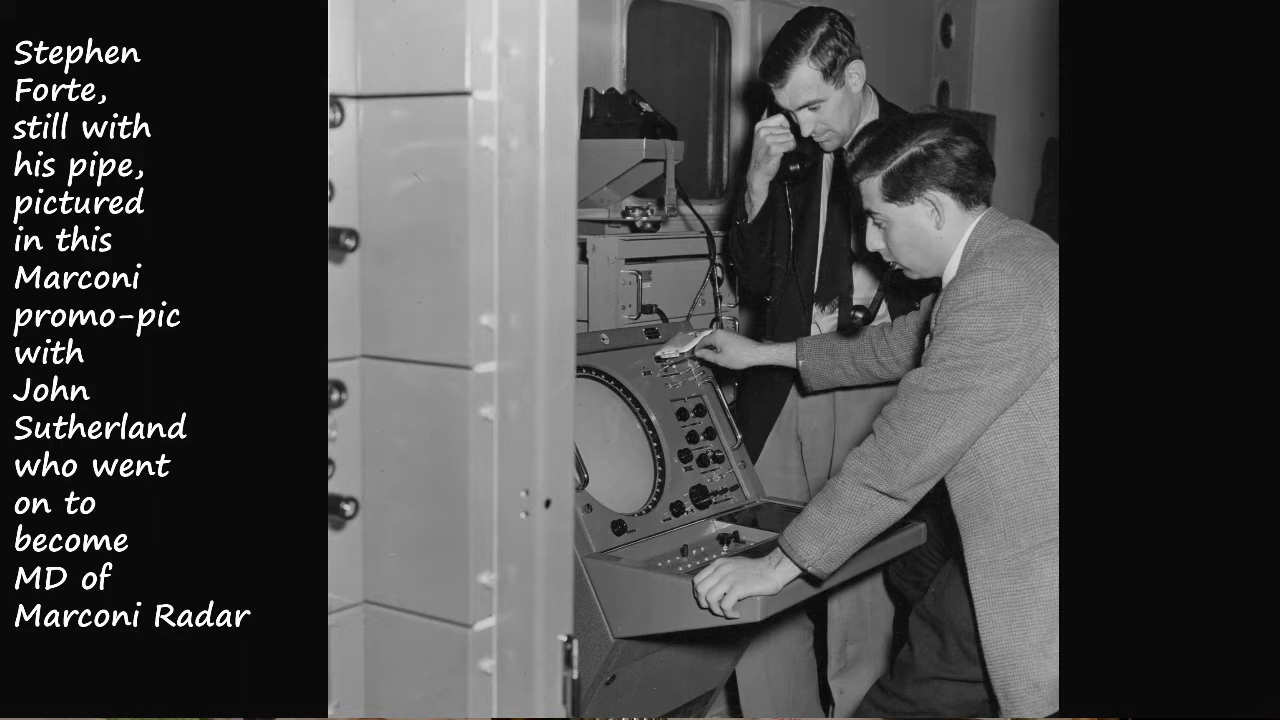 Stephen
Forte,
still with
his pipe,
pictured
in this
Marconi
promo-pic
with
John
Sutherland
who went
on to
become
MD of
Marconi Radar